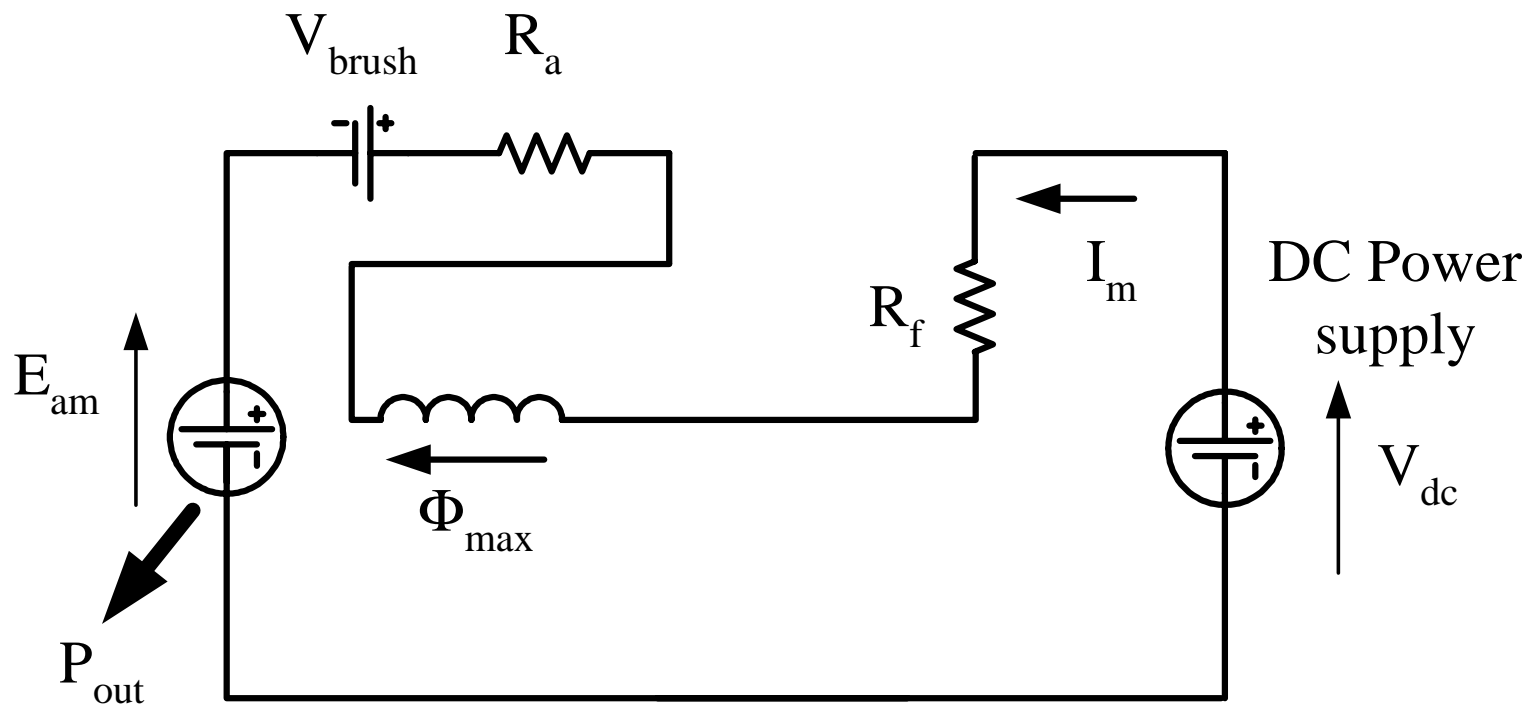 V_brush
R_a
I_m
DC Power
supply
R_f
E_am
V_dc
Φ_max
P_out